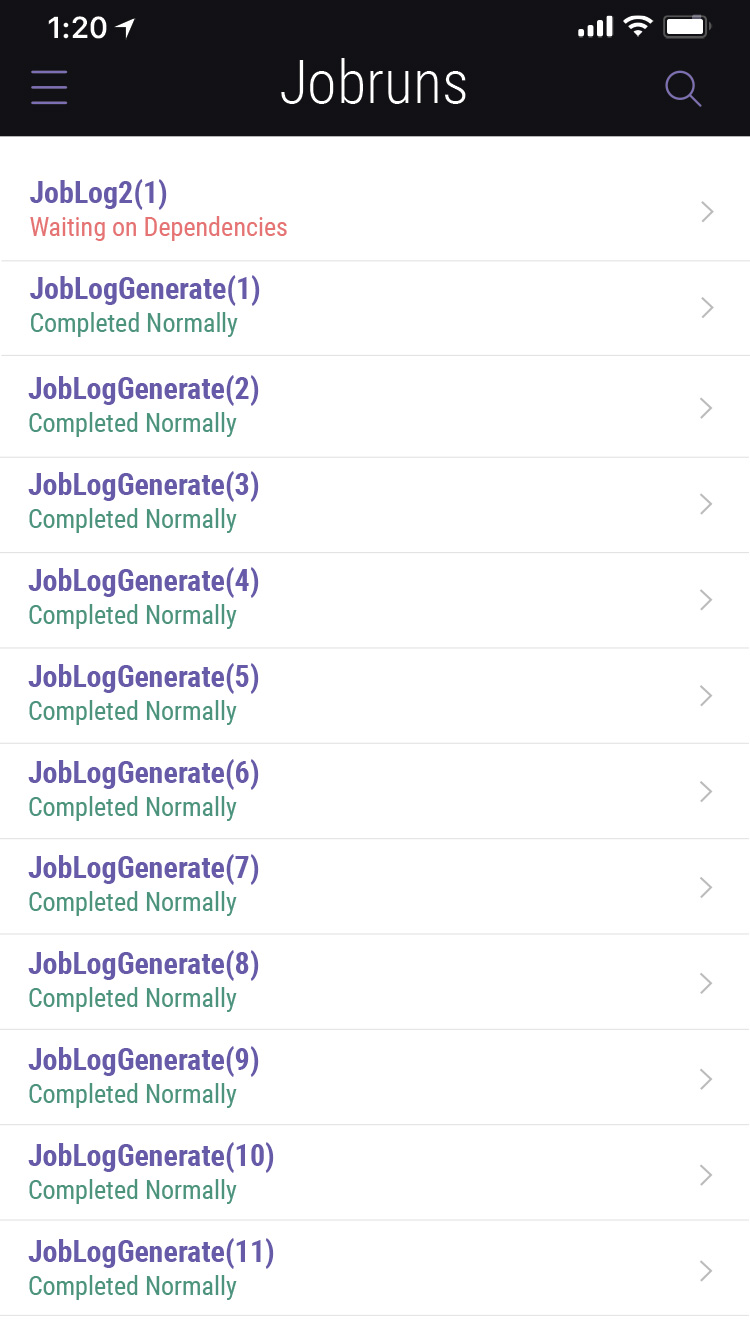 1:20
Jobruns
JobLog2(1)
Waiting on Dependencies
JobLogGenerate(1)
Completed Normally
JobLogGenerate(2)
Completed Normally
JobLogGenerate(3)
Completed Normally
JobLogGenerate(4)
Completed Normally
JobLogGenerate(5)
Completed Normally
JobLogGenerate(6)
Completed Normally
JobLogGenerate(7)
Completed Normally
JobLogGenerate(8)
Completed Normally
JobLogGenerate(9)
Completed Normally
JobLogGenerate(10)
Completed Normally
JobLogGenerate(11)
Completed Normally